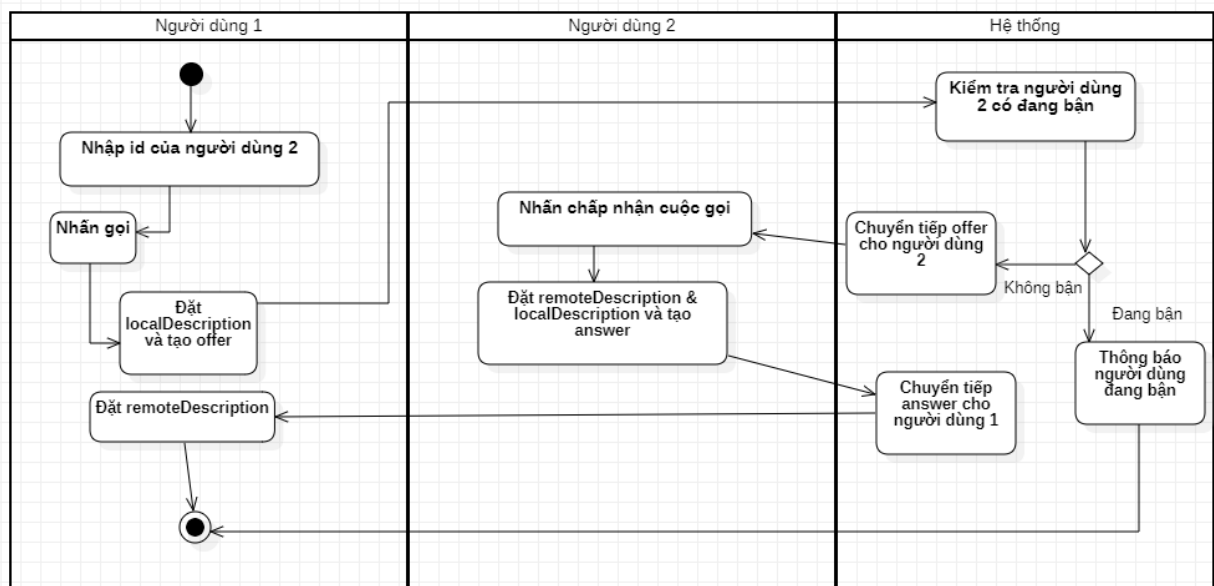 Người dùng 1
Người dùng 2
Hệ thống
Nhập id của người dùng 2
Nhấn gọi
Đặt
localDescription
và tạo offer
Đặt remoteDescription
Nhấn chấp nhận cuộc gọi
Đặt remoteDescription &
localDescription và tạo
answer
Kiểm tra người dùng
2 có đang bận
Chuyển tiếp offer
cho người dùng
2
Không bận
Đang bận
Thông báo
người dùng
đang bận
Chuyển tiếp
answer cho
người dùng 1